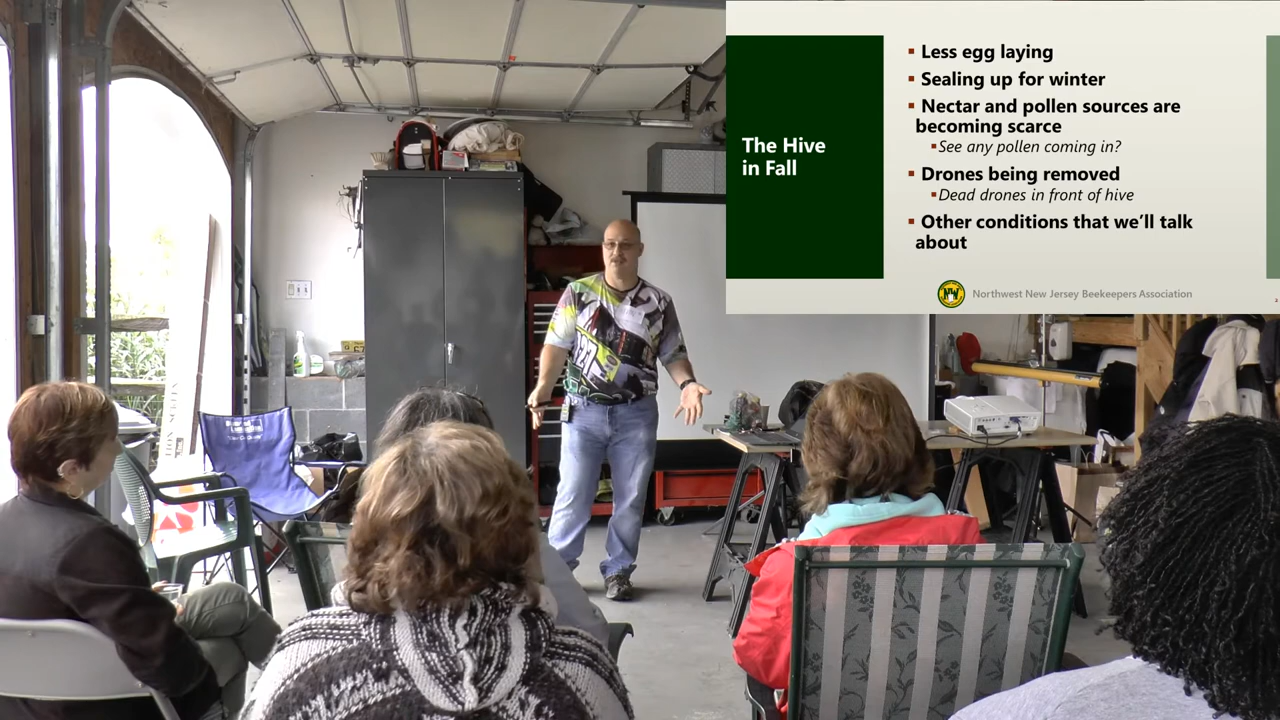 The Hive
in Fall
▪ Less egg laying
▪ Sealing up for winter
▪ Nectar and pollen sources are
becoming scarce
▪See any pollen coming in?
▪ Drones being removed
▪Dead drones in front of hive
▪ Other conditions that we'll talk
about
Northwest New Jersey Beekeepers Association